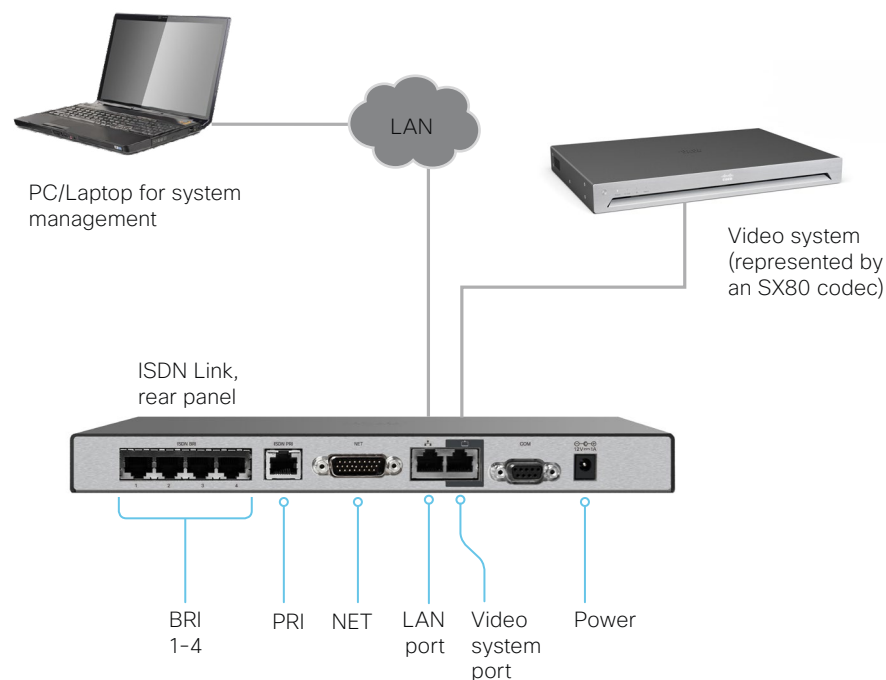 LAN
PC/Laptop for system
management
Video system
(represented by
an SX80 codec)
ISDN Link,
rear panel
ISDN BRI
ISDN PRI
NET
COM
12V⎓1A
1 2 3 4
BRI
1-4
PRI
NET
LAN
port
Video
system
port
Power